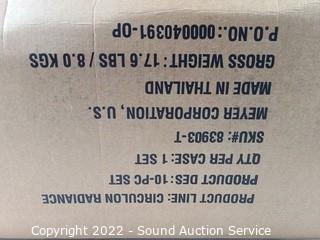 PRODUCT LINE: CIRCULON RADIANCE
PRODUCT DES: 10-PC SET
QTY PER CASE: 1 SET
SKU#: 83903-T
MEYER CORPORATION, U.S.
MADE IN THAILAND
GROSS WEIGHT: 17.6 LBS / 8.0 KGS
P.O.NO.: 000040391-OP
Copyright 2022 - Sound Auction Service